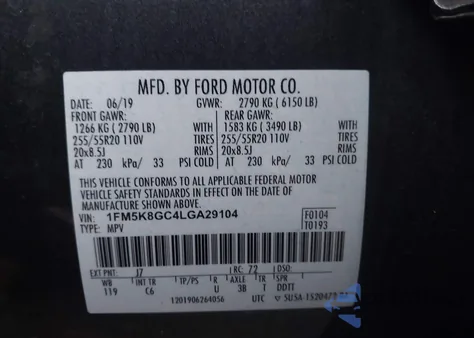 MFD. BY FORD MOTOR CO.
DATE: 06/19 GVWR: 2790 KG ( 6150 LB)
FRONT GAWR: REAR GAWR:
1266 KG ( 2790 LB) WITH 1583 KG ( 3490 LB) WITH
255/55R20 110V TIRES 255/55R20 110V TIRES
20x8.5J RIMS 20x8.5J RIMS
AT 230 kPa/ 33 PSI COLD AT 230 kPa/ 33 PSI COLD
THIS VEHICLE CONFORMS TO ALL APPLICABLE FEDERAL MOTOR
VEHICLE SAFETY STANDARDS IN EFFECT ON THE DATE OF
MANUFACTURE SHOWN ABOVE.
VIN: 1FM5K8GC4LGA29104 F0104
TYPE: MPV T0193
EXT PNT: J7 RC: 72 DSO:
WB INT TR TP/PS R AXLE TR SPR
119 C6 U 3B T DDTT
1201906264056 UTC